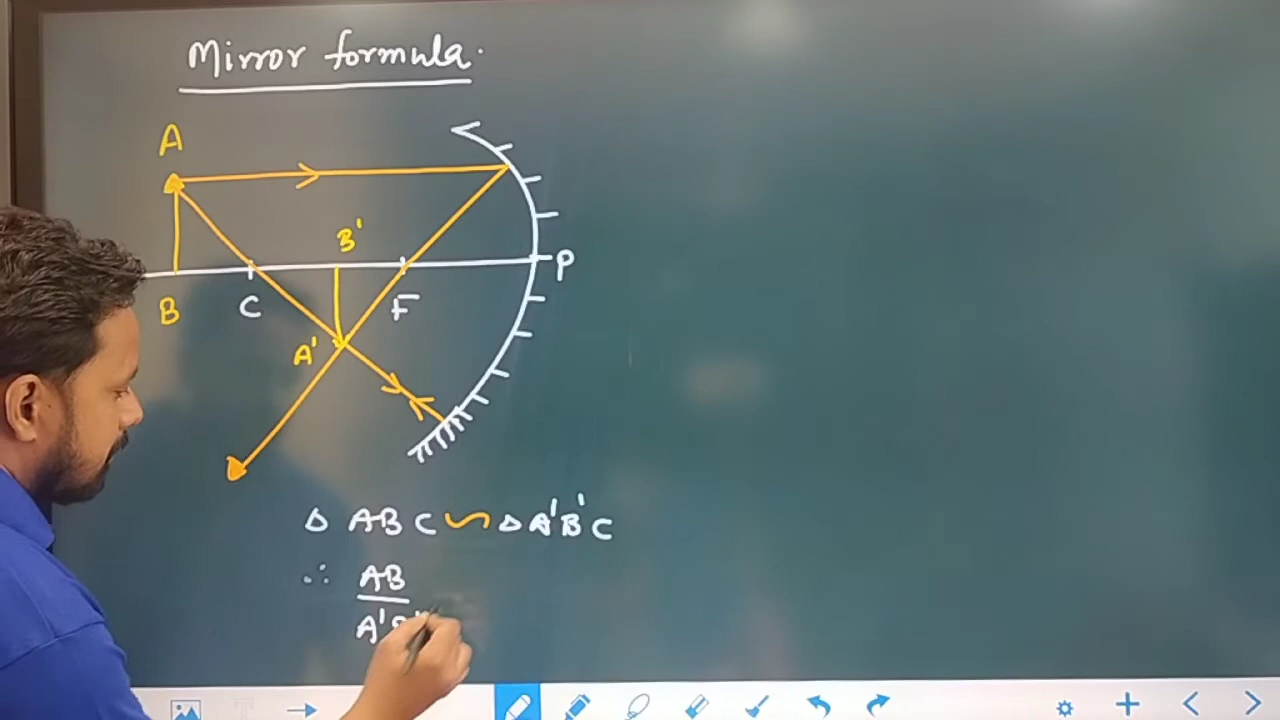 Mirror formula.
A
B'
P
B C F
A'
Δ ABC ∽ Δ A'B'C
∴ AB
A'